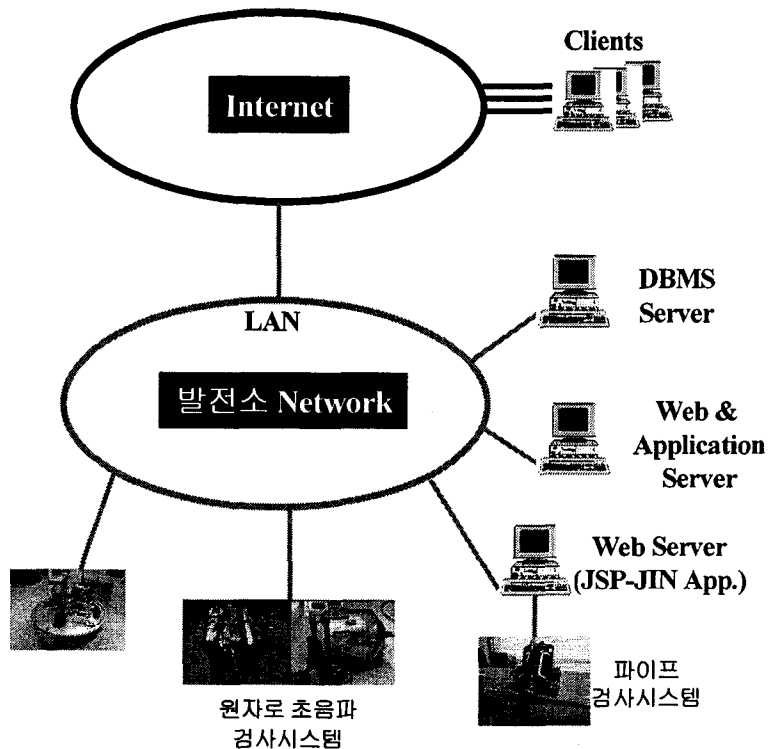 Clients
Internet
DBMS
Server
LAN
발전소 Network
Web &
Application
Server
Web Server
(JSP-JIN App.)
파이프
검사시스템
원자로 초음파
검사시스템